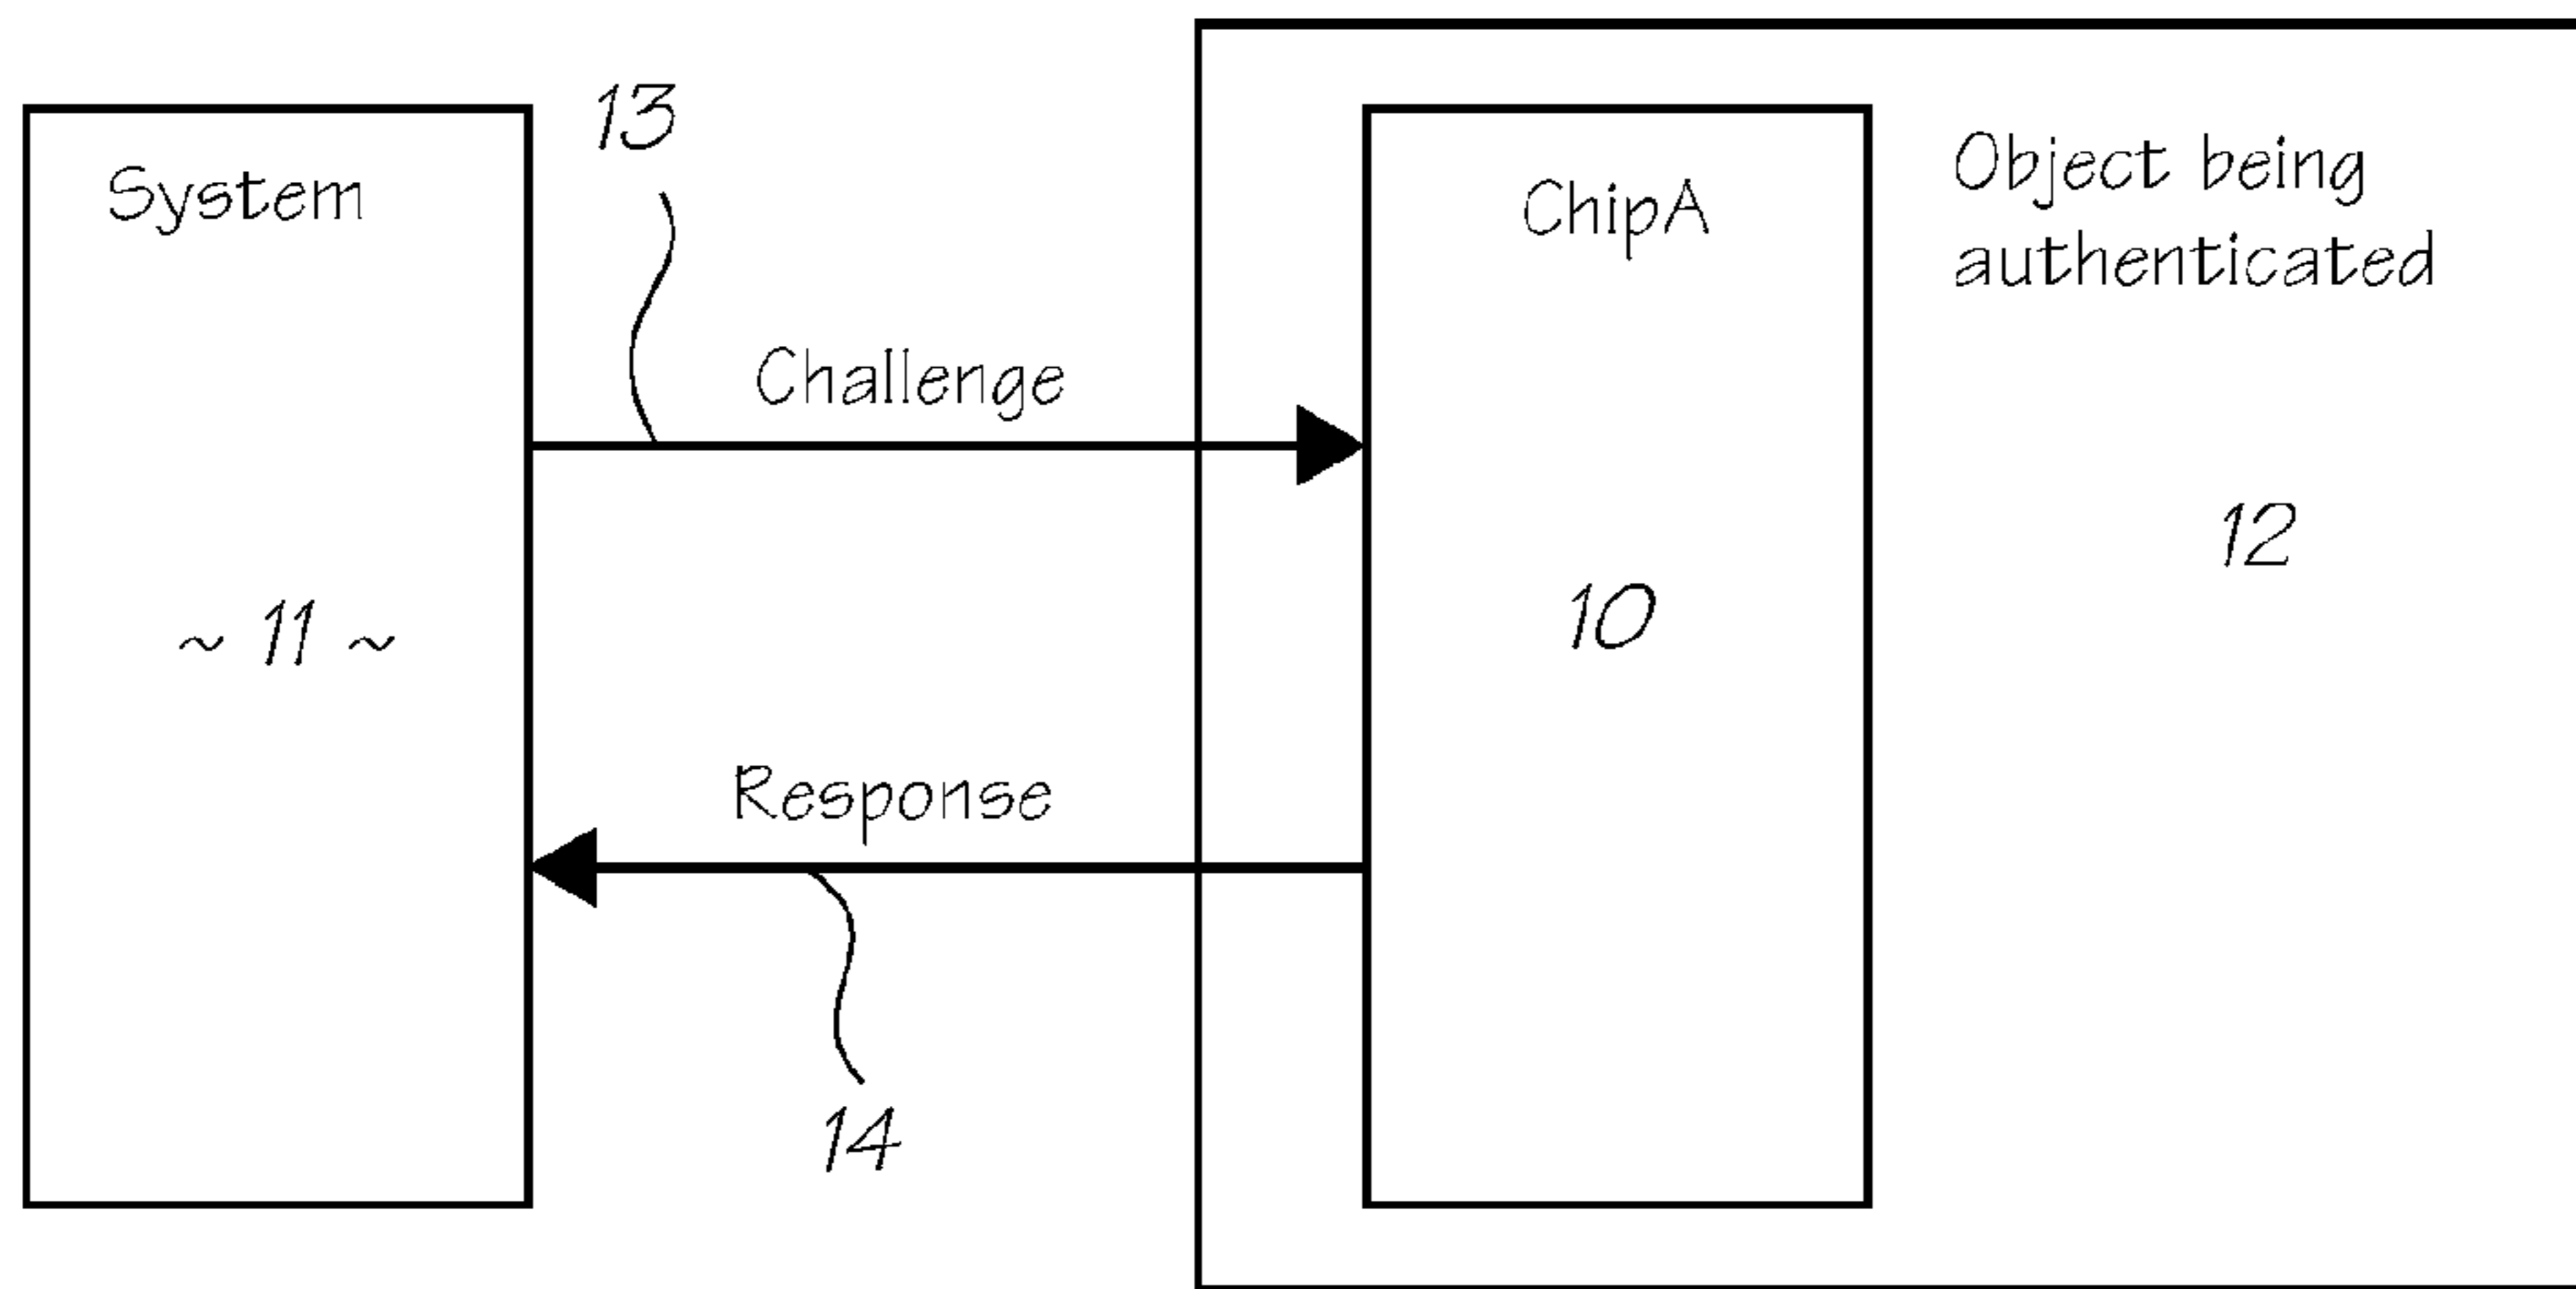 System
~ 11 ~
13
Challenge
Response
14
ChipA
10
Object being
authenticated
12